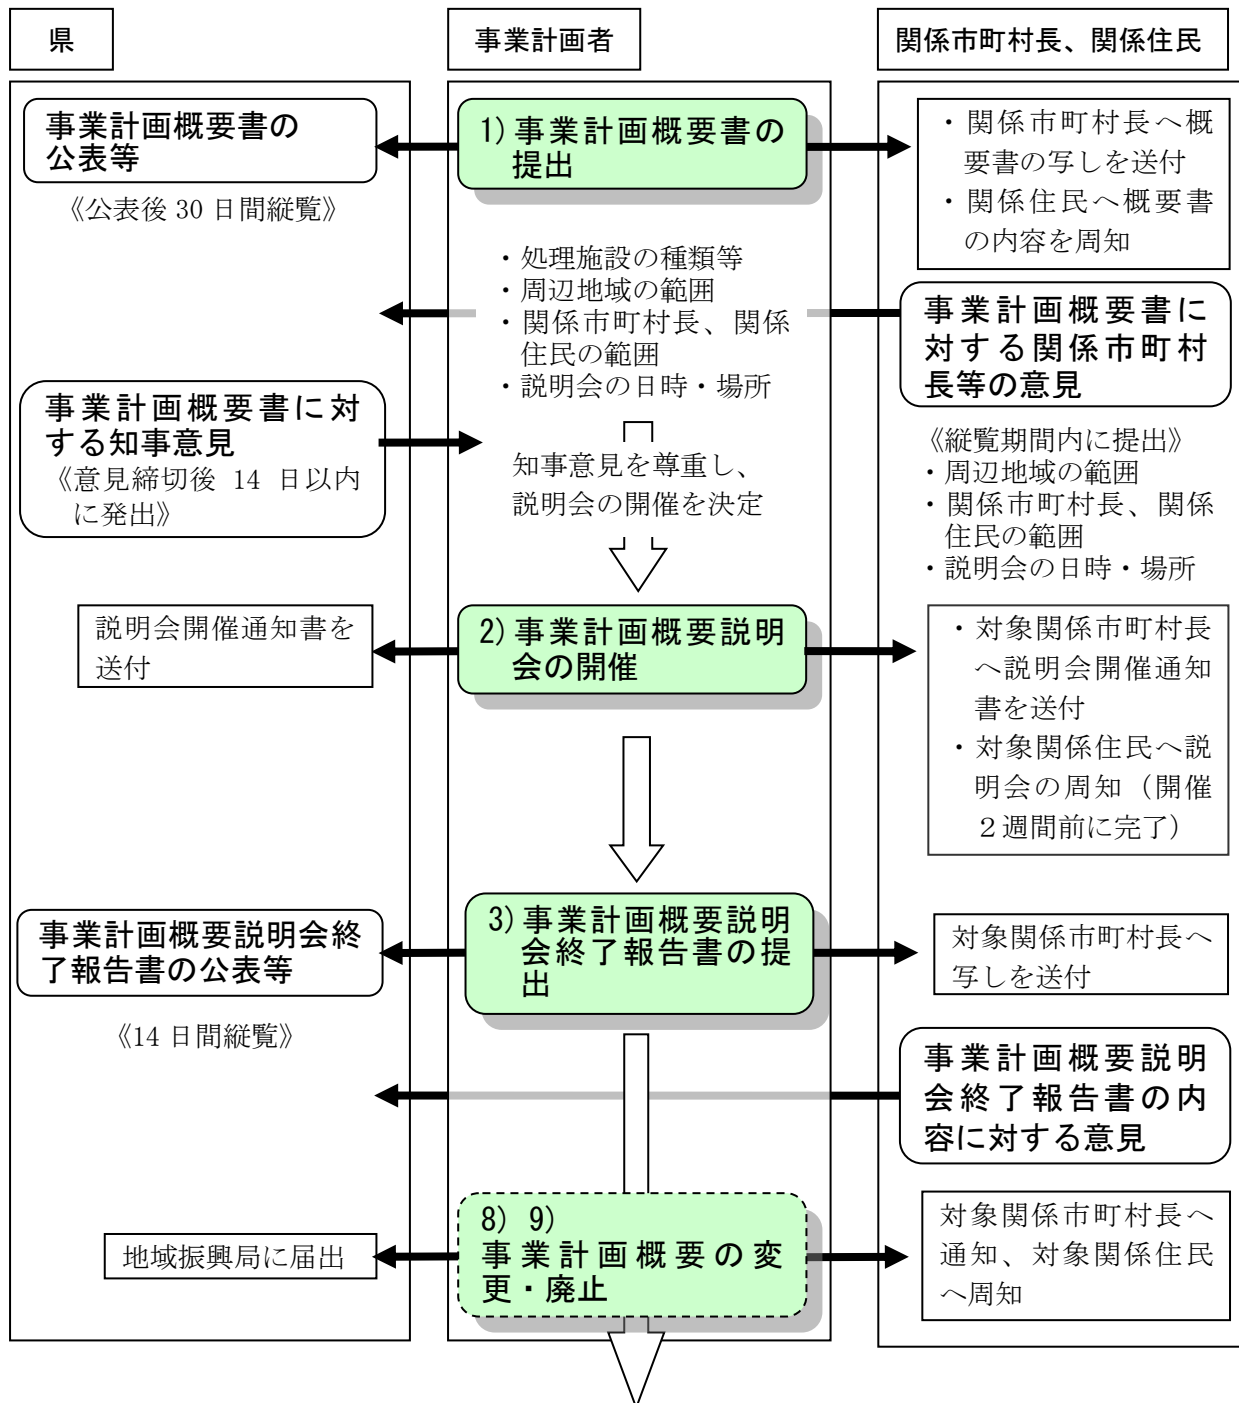 県
事業計画者
関係市町村長、関係住民
事業計画概要書の
公表等
《公表後 30 日間縦覧》
1) 事業計画概要書の
提出
・関係市町村長へ概
要書の写しを送付
・関係住民へ概要書
の内容を周知
・処理施設の種類等
・周辺地域の範囲
・関係市町村長、関係
住民の範囲
・説明会の日時・場所
事業計画概要書に
対する関係市町村
長等の意見
《縦覧期間内に提出》
・周辺地域の範囲
・関係市町村長、関係
住民の範囲
・説明会の日時・場所
事業計画概要書に対
する知事意見
《意見締切後 14 日以内
に発出》
知事意見を尊重し、
説明会の開催を決定
説明会開催通知書を
送付
2) 事業計画概要説明
会の開催
・対象関係市町村長
へ説明会開催通知
書を送付
・対象関係住民へ説
明会の周知（開催
２週間前に完了）
事業計画概要説明会終
了報告書の公表等
《14 日間縦覧》
3) 事業計画概要説明
会終了報告書の提
出
対象関係市町村長へ
写しを送付
事業計画概要説明
会終了報告書の内
容に対する意見
地域振興局に届出
8) 9)
事業計画概要の変
更・廃止
対象関係市町村長へ
通知、対象関係住民
へ周知